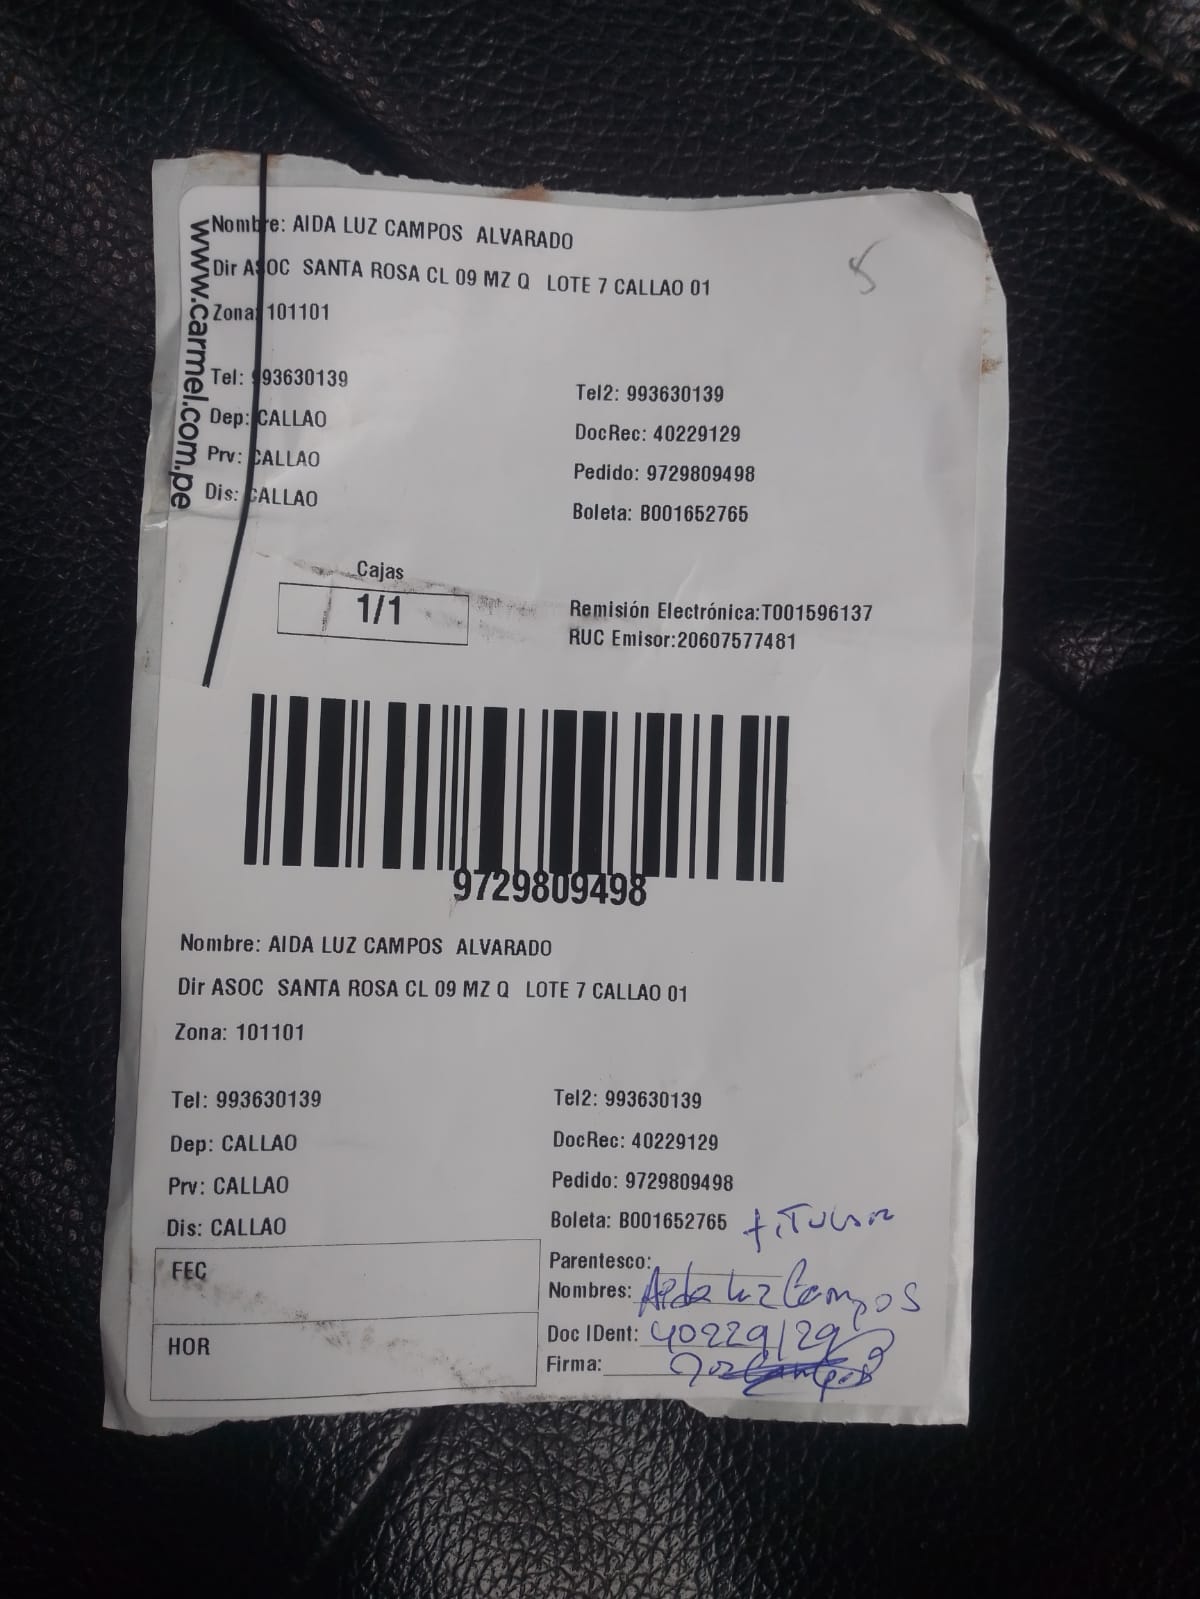 www.carmel.com.pe
Nombre: AIDA LUZ CAMPOS ALVARADO
Dir ASOC SANTA ROSA CL 09 MZ Q LOTE 7 CALLAO 01
Zona: 101101
Tel: 993630139
Tel2: 993630139
Dep: CALLAO
DocRec: 40229129
Prv: CALLAO
Pedido: 9729809498
Dis: CALLAO
Boleta: B001652765
Cajas
1/1
Remisión Electrónica:T001596137
RUC Emisor:20607577481
9729809498
Nombre: AIDA LUZ CAMPOS ALVARADO
Dir ASOC SANTA ROSA CL 09 MZ Q LOTE 7 CALLAO 01
Zona: 101101
Tel: 993630139
Tel2: 993630139
Dep: CALLAO
DocRec: 40229129
Prv: CALLAO
Pedido: 9729809498
Dis: CALLAO
Boleta: B001652765
FEC
Parentesco: titular
Nombres: Aida Luz Campos
HOR
Doc IDent: 40229129
Firma: